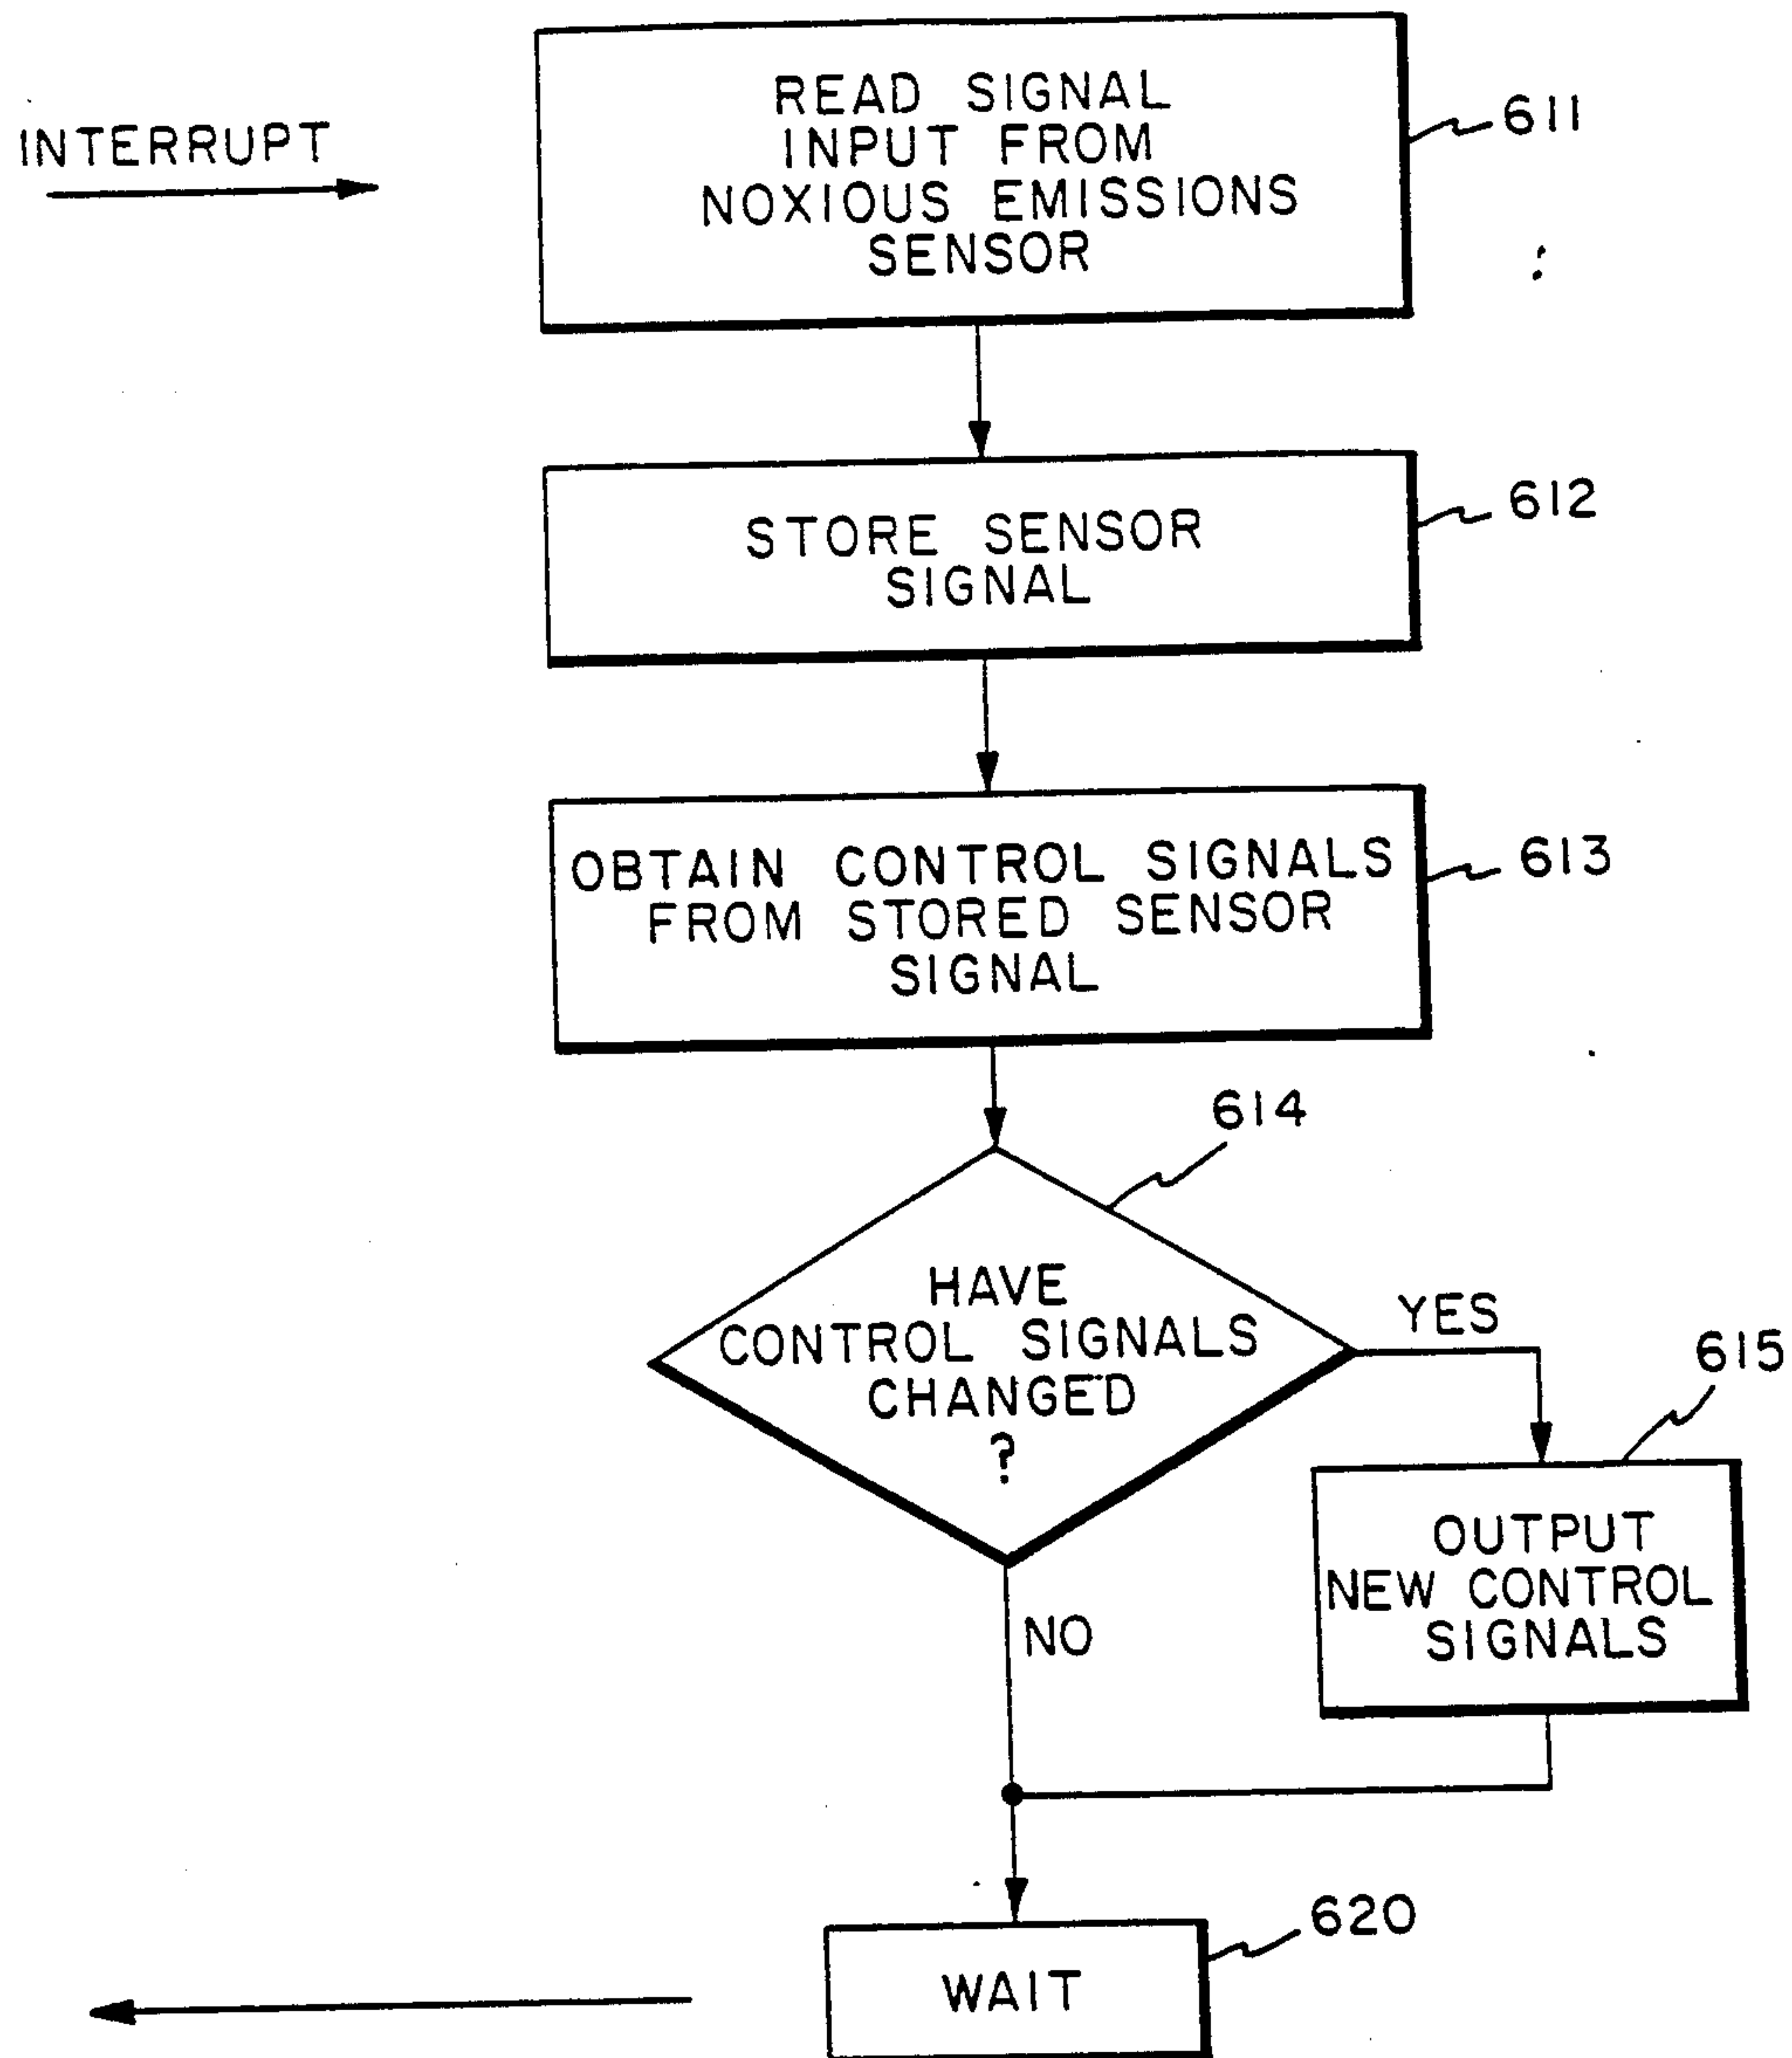 INTERRUPT
READ SIGNAL
INPUT FROM
NOXIOUS EMISSIONS
SENSOR
611
STORE SENSOR
SIGNAL
612
OBTAIN CONTROL SIGNALS
FROM STORED SENSOR
SIGNAL
613
614
HAVE
CONTROL SIGNALS
CHANGED
?
YES
615
OUTPUT
NEW CONTROL
SIGNALS
NO
620
WAIT